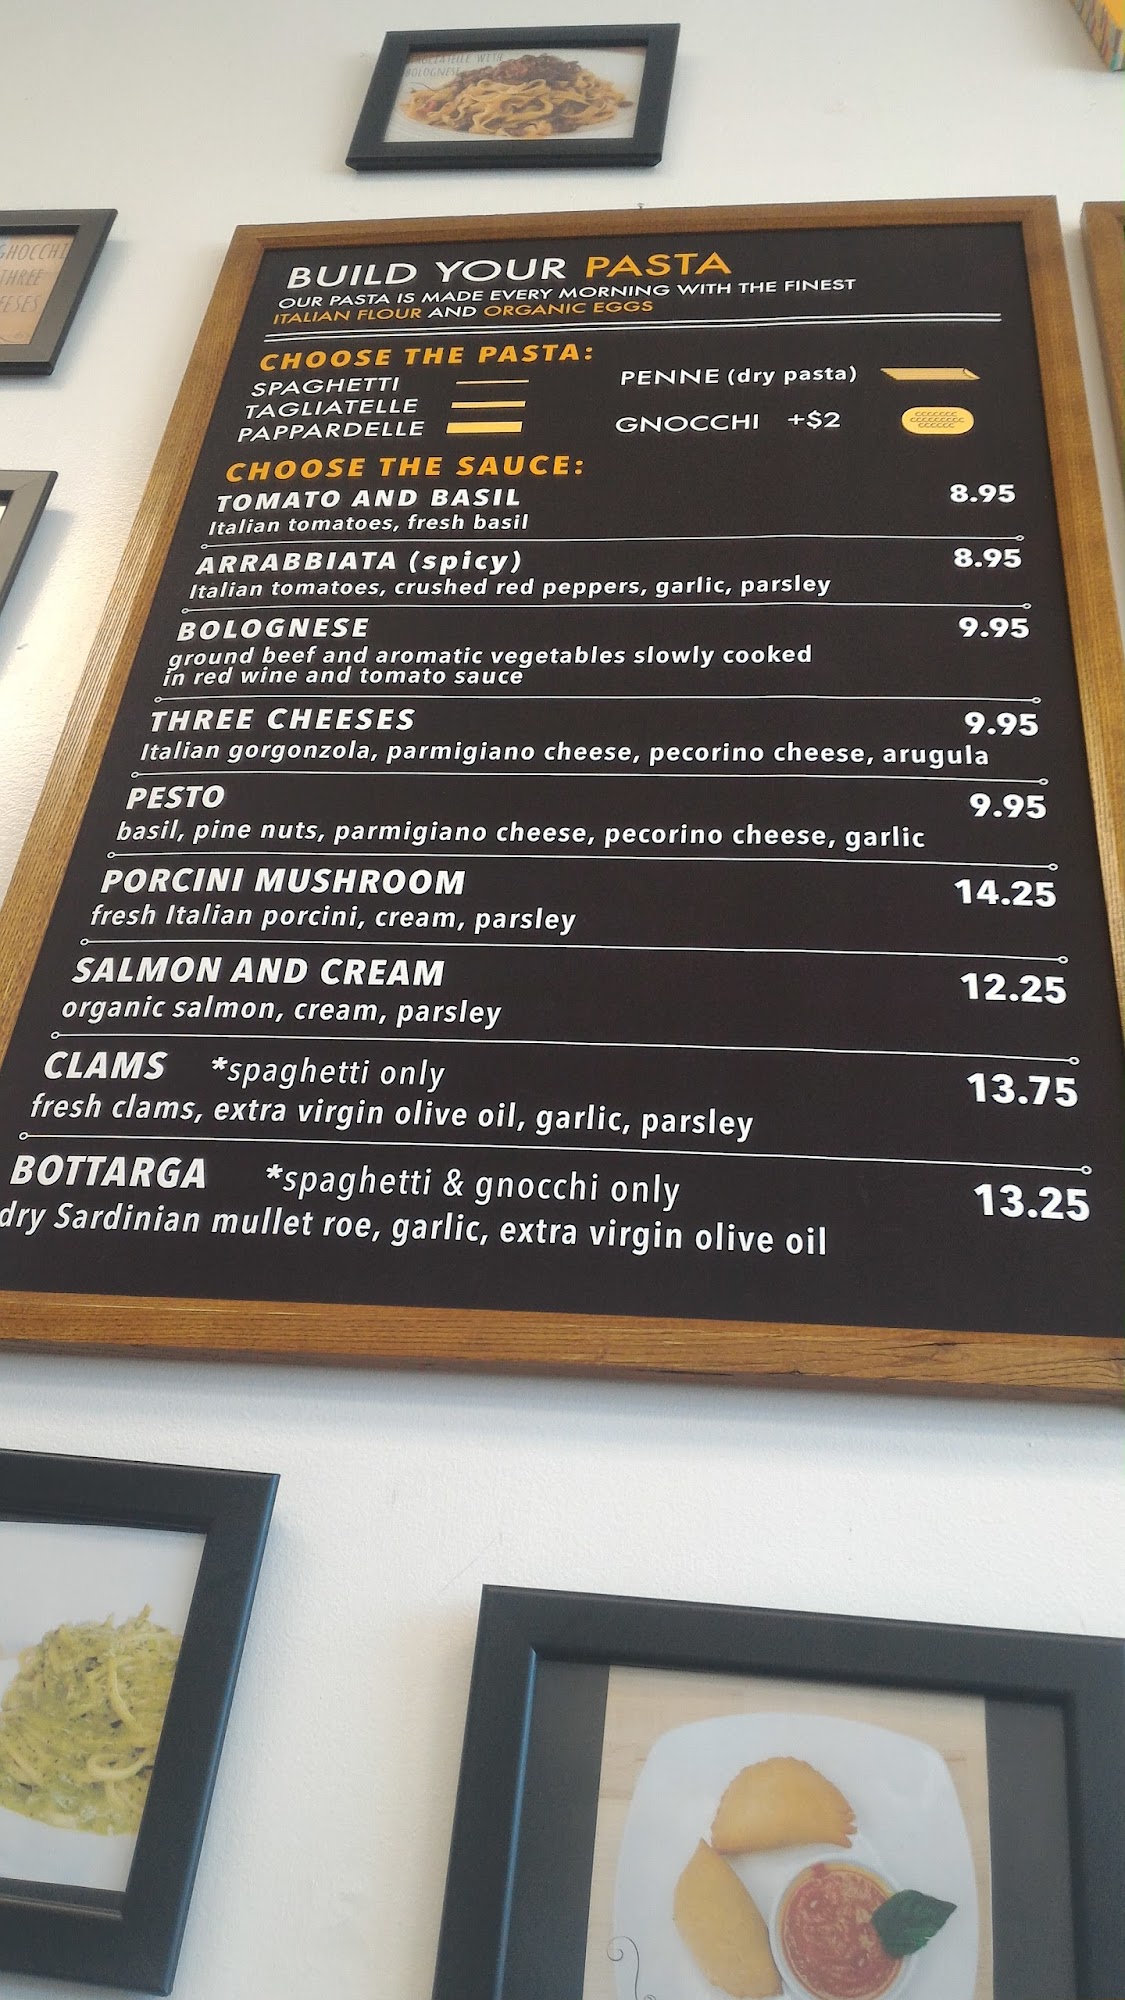 TAGLIATELLE WITH
BOLOGNESE
GNOCCHI
THREE
BUILD YOUR PASTA
OUR PASTA IS MADE EVERY MORNING WITH THE FINEST
ITALIAN FLOUR AND ORGANIC EGGS
CHOOSE THE PASTA:
SPAGHETTI
TAGLIATELLE
PAPPARDELLE
PENNE (dry pasta)
GNOCCHI +$2
CHOOSE THE SAUCE:
TOMATO AND BASIL 8.95
Italian tomatoes, fresh basil
ARRABBIATA (spicy) 8.95
Italian tomatoes, crushed red peppers, garlic, parsley
BOLOGNESE 9.95
ground beef and aromatic vegetables slowly cooked
in red wine and tomato sauce
THREE CHEESES 9.95
Italian gorgonzola, parmigiano cheese, pecorino cheese, arugula
PESTO 9.95
basil, pine nuts, parmigiano cheese, pecorino cheese, garlic
PORCINI MUSHROOM 14.25
fresh Italian porcini, cream, parsley
SALMON AND CREAM 12.25
organic salmon, cream, parsley
CLAMS *spaghetti only 13.75
fresh clams, extra virgin olive oil, garlic, parsley
BOTTARGA *spaghetti & gnocchi only 13.25
dry Sardinian mullet roe, garlic, extra virgin olive oil